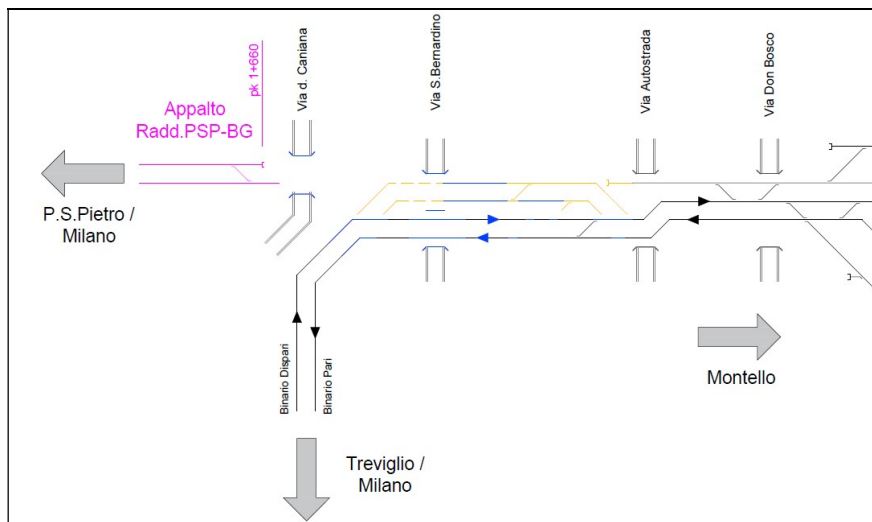 pk 1+660
Via d. Caniana
Via S.Bernardino
Via Autostrada
Via Don Bosco
Appalto
Radd.PSP-BG
P.S.Pietro /
Milano
Binario Dispari
Binario Pari
Montello
Treviglio /
Milano